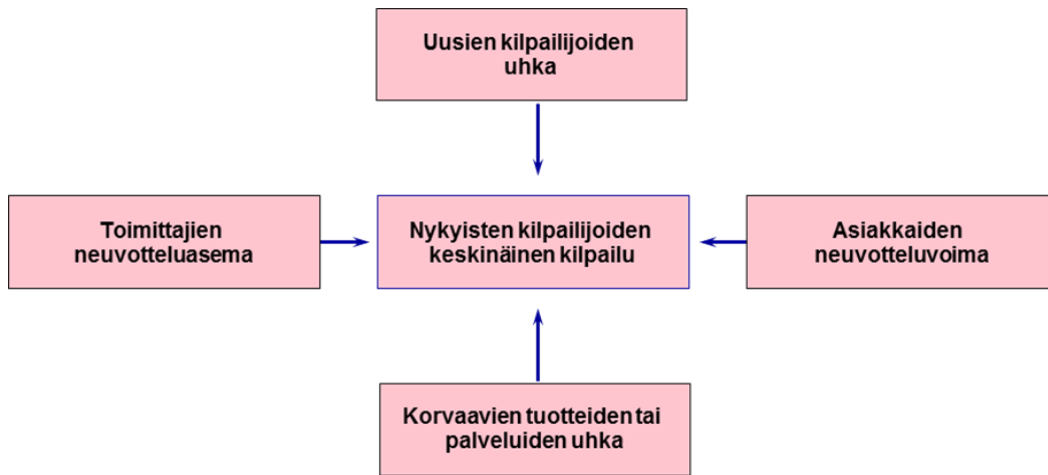 Uusien kilpailijoiden
uhka
Toimittajien
neuvotteluasema
Nykyisten kilpailijoiden
keskinäinen kilpailu
Asiakkaiden
neuvotteluvoima
Korvaavien tuotteiden tai
palveluiden uhka